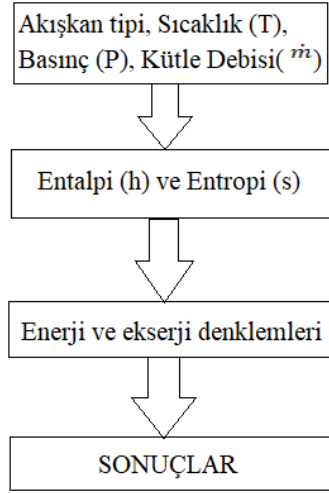 Akışkan tipi, Sıcaklık (T),
Basınç (P), Kütle Debisi( ṁ )
Entalpi (h) ve Entropi (s)
Enerji ve ekserji denklemleri
SONUÇLAR